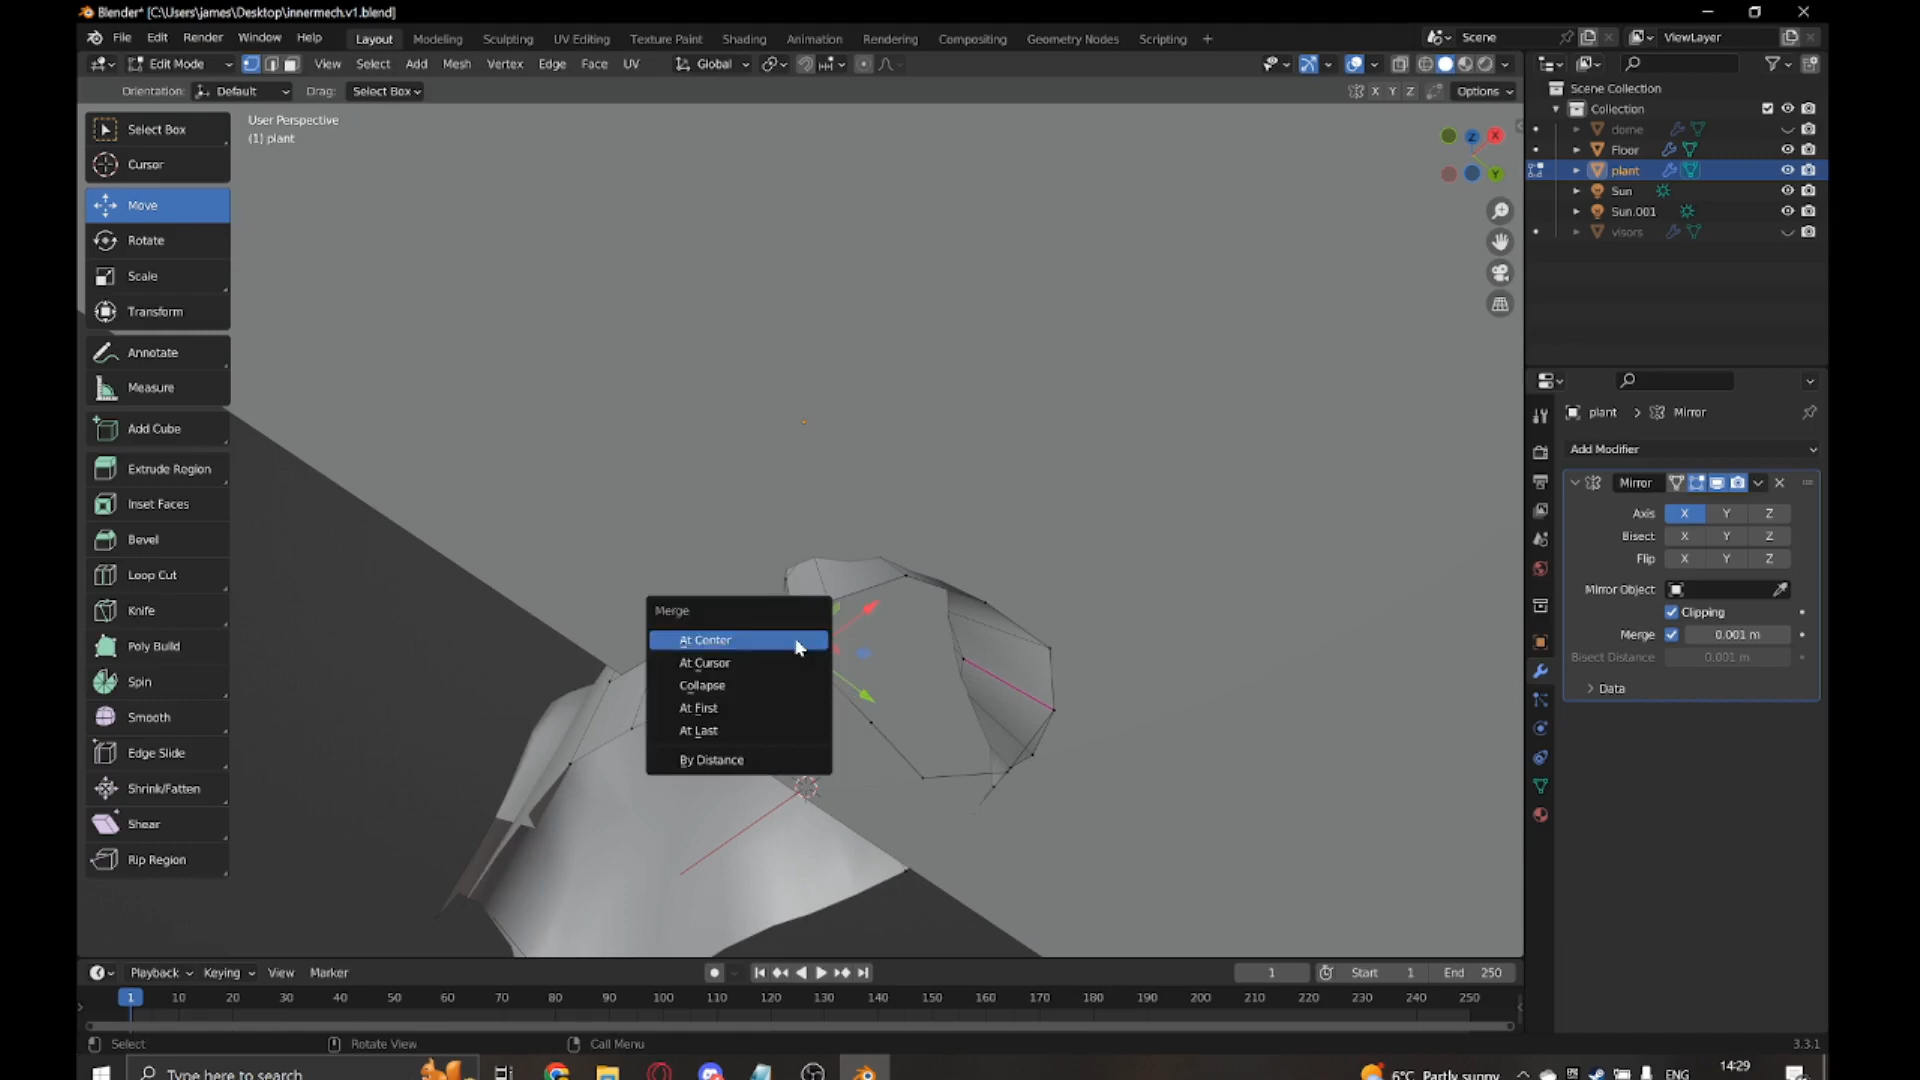 Blender* [C:\Users\james\Desktop\innermech.v1.blend]
File Edit Render Window Help Layout Modeling Sculpting UV Editing Texture Paint Shading Animation Rendering Compositing Geometry Nodes Scripting + Scene ViewLayer
Edit Mode View Select Add Mesh Vertex Edge Face UV Global
Orientation: Default Drag: Select Box X Y Z Options
User Perspective
(1) plant
Select Box
Cursor
Move
Rotate
Scale
Transform
Annotate
Measure
Add Cube
Extrude Region
Inset Faces
Bevel
Loop Cut
Knife
Poly Build
Spin
Smooth
Edge Slide
Shrink/Fatten
Shear
Rip Region
Z X Y
Merge
At Center
At Cursor
Collapse
At First
At Last
By Distance
Scene Collection
Collection
dome
Floor
plant
Sun
Sun.001
visors
plant > Mirror
Add Modifier
Mirror
Axis X Y Z
Bisect X Y Z
Flip X Y Z
Mirror Object
Clipping
Merge 0.001 m
Bisect Distance 0.001 m
Data
Playback Keying View Marker 1 Start 1 End 250
1 10 20 30 40 50 60 70 80 90 100 110 120 130 140 150 160 170 180 190 200 210 220 230 240 250
Select Rotate View Call Menu 3.3.1
Type here to search 6°C Partly sunny ENG 14:29